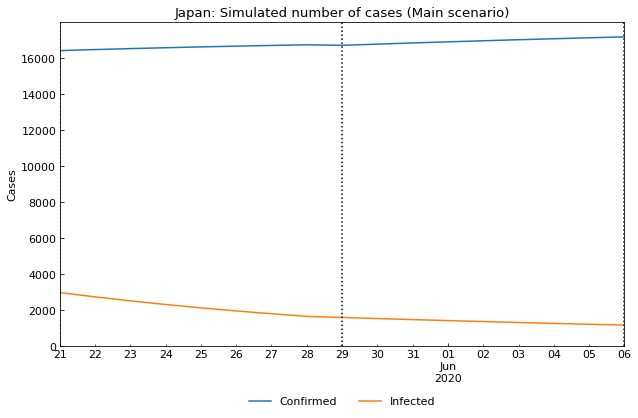 Japan: Simulated number of cases (Main scenario)
16000
14000
12000
10000
8000
6000
4000
2000
0
Cases
21 22 23 24 25 26 27 28 29 30 31 01 02 03 04 05 06
Jun
2020
Confirmed Infected